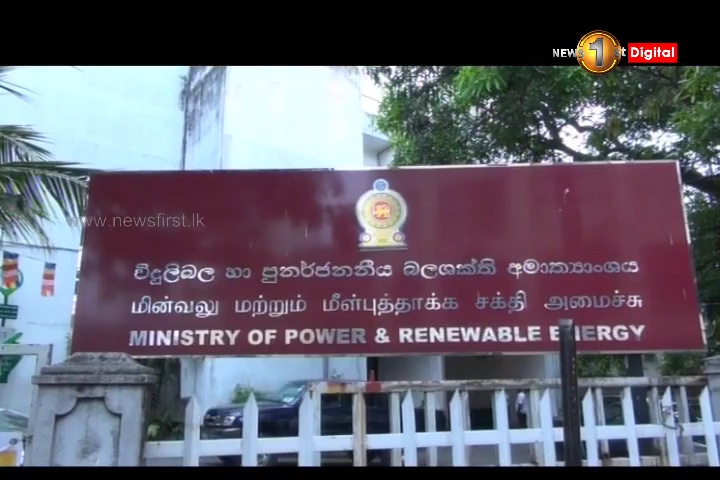 NEWS 1st Digital
www.newsfirst.lk
විදුලිබල හා පුනර්ජනනීය බලශක්ති අමාත්‍යාංශය
மின்வலு மற்றும் மீள்புத்தாக்க சக்தி அமைச்சு
MINISTRY OF POWER & RENEWABLE ENERGY